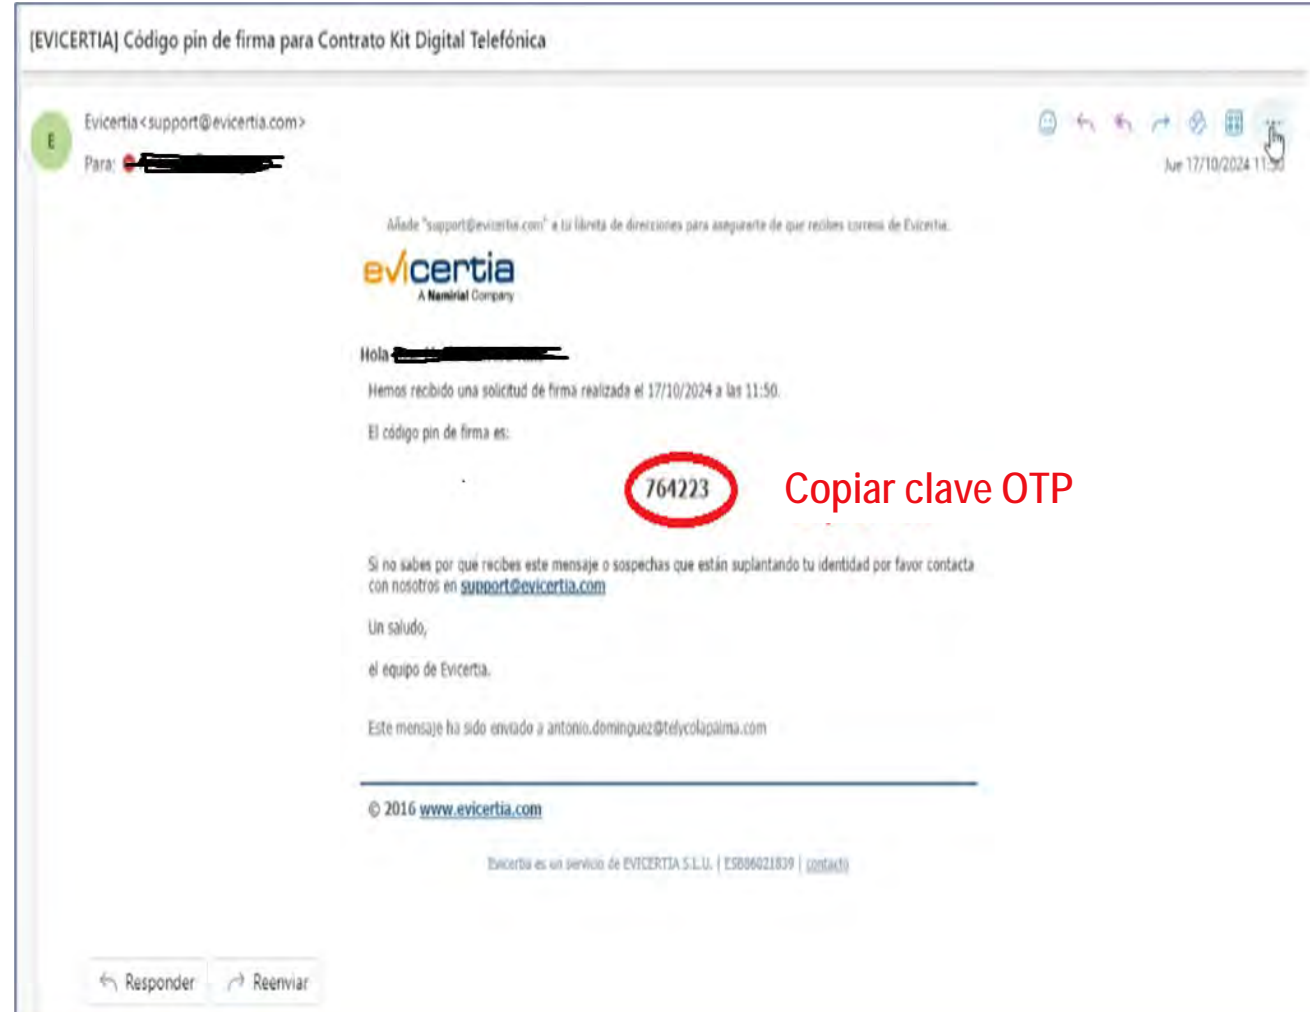 [EVICERTIA] Código pin de firma para Contrato Kit Digital Telefónica
E
Evicertia<support@evicertia.com>
Para:
Jue 17/10/2024 11:50
Añade "support@evicertia.com" a tu libreta de direcciones para asegurarte de que recibes correos de Evicertia.
evicertia
A Namirial Company
Hola
Hemos recibido una solicitud de firma realizada el 17/10/2024 a las 11:50.
El código pin de firma es:
764223
Copiar clave OTP
Si no sabes por qué recibes este mensaje o sospechas que están suplantando tu identidad por favor contacta
con nosotros en support@evicertia.com
Un saludo,
el equipo de Evicertia.
Este mensaje ha sido enviado a antonio.dominguez@telycolapalma.com
© 2016 www.evicertia.com
Evicertia es un servicio de EVICERTIA S.L.U. | ESB86021839 | contacto
Responder
Reenviar